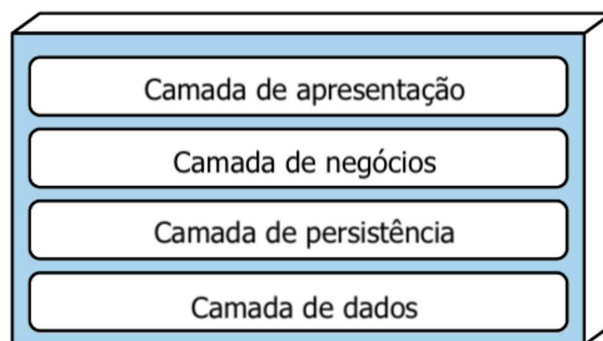 Camada de apresentação
Camada de negócios
Camada de persistência
Camada de dados